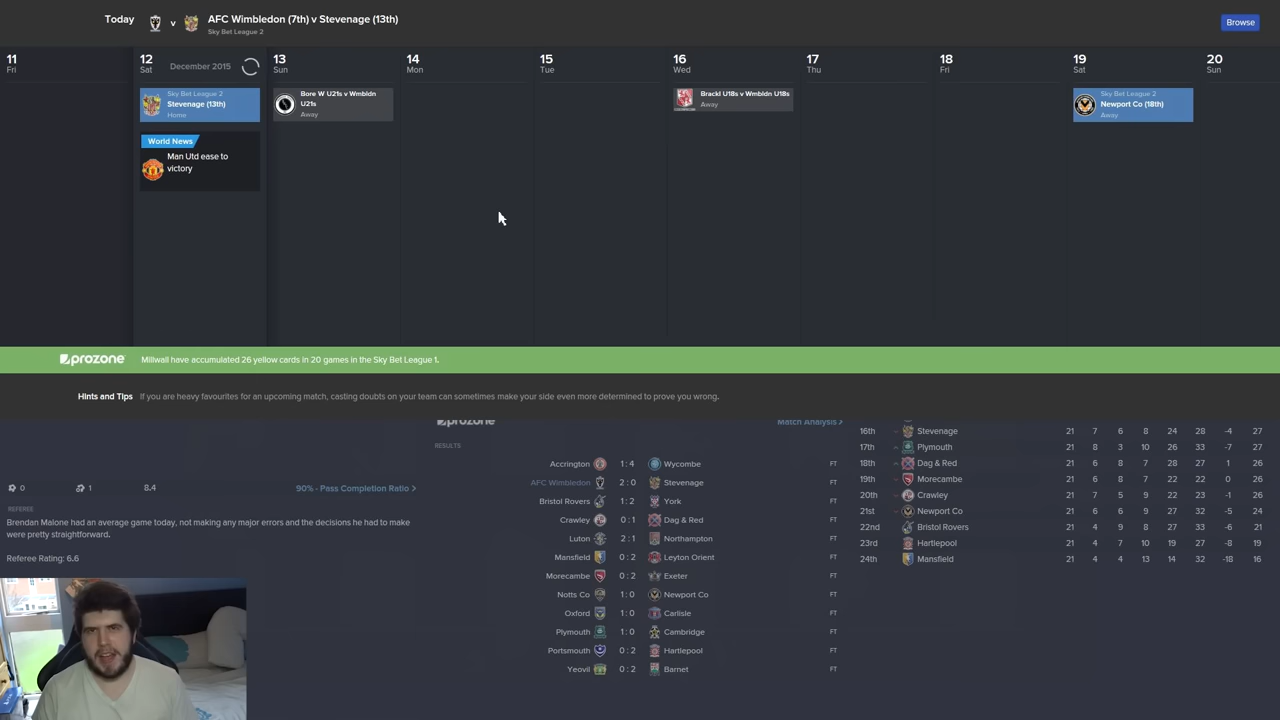 Today
v
AFC Wimbledon (7th) v Stevenage (13th)
Sky Bet League 2
Browse
11
Fri
12
Sat
December 2015
13
Sun
14
Mon
15
Tue
16
Wed
17
Thu
18
Fri
19
Sat
20
Sun
Sky Bet League 2
Stevenage (13th)
Home
Bore W U21s v Wmbldn
U21s
Away
Brackl U18s v Wmbldn U18s
Away
Sky Bet League 2
Newport Co (18th)
Away
World News
Man Utd ease to
victory
prozone
Millwall have accumulated 26 yellow cards in 20 games in the Sky Bet League 1.
Hints and Tips
If you are heavy favourites for an upcoming match, casting doubts on your team can sometimes make your side even more determined to prove you wrong.
prozone
Match Analysis >
RESULTS
0 1 8.4
90% - Pass Completion Ratio >
REFEREE
Brendan Malone had an average game today, not making any major errors and the decisions he had to make
were pretty straightforward.
Referee Rating: 6.6
Accrington 1 : 4 Wycombe FT
AFC Wimbledon 2 : 0 Stevenage FT
Bristol Rovers 1 : 2 York FT
Crawley 0 : 1 Dag & Red FT
Luton 2 : 1 Northampton FT
Mansfield 0 : 2 Leyton Orient FT
Morecambe 0 : 2 Exeter FT
Notts Co 1 : 0 Newport Co FT
Oxford 1 : 0 Carlisle FT
Plymouth 1 : 0 Cambridge FT
Portsmouth 0 : 2 Hartlepool FT
Yeovil 0 : 2 Barnet FT
16th Stevenage 21 7 6 8 24 28 -4 27
17th Plymouth 21 8 3 10 26 33 -7 27
18th Dag & Red 21 6 8 7 28 27 1 26
19th Morecambe 21 6 8 7 22 22 0 26
20th Crawley 21 7 5 9 22 23 -1 26
21st Newport Co 21 6 6 9 27 32 -5 24
22nd Bristol Rovers 21 4 9 8 27 33 -6 21
23rd Hartlepool 21 4 7 10 19 27 -8 19
24th Mansfield 21 4 4 13 14 32 -18 16